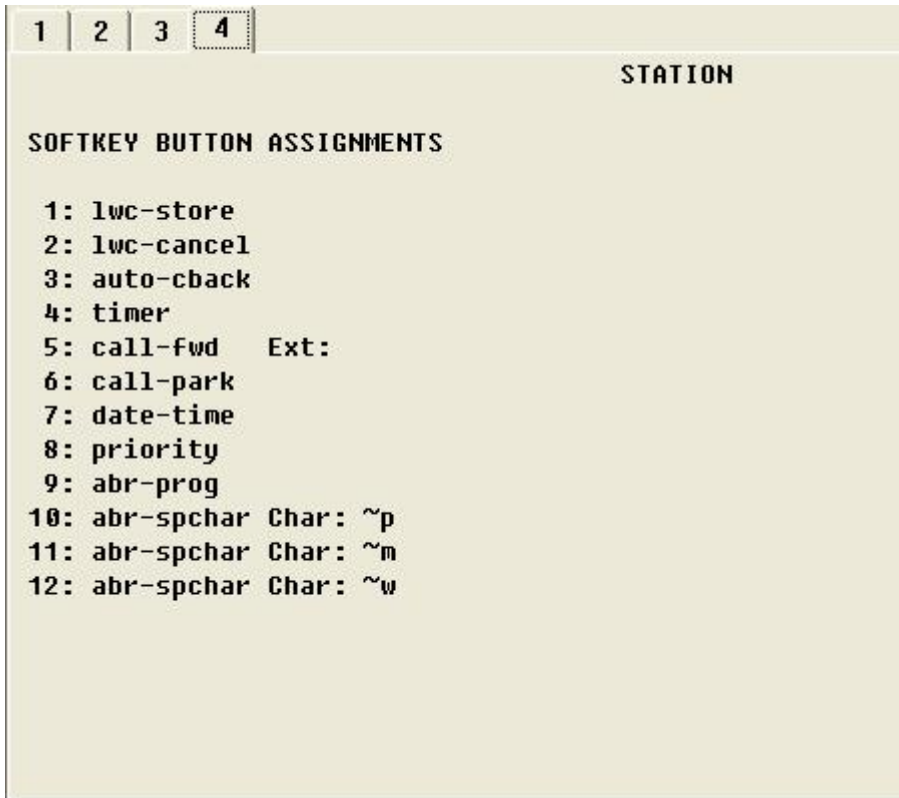 1 2 3 4
STATION
SOFTKEY BUTTON ASSIGNMENTS
1: lwc-store
2: lwc-cancel
3: auto-cback
4: timer
5: call-fwd Ext:
6: call-park
7: date-time
8: priority
9: abr-prog
10: abr-spchar Char: ~p
11: abr-spchar Char: ~m
12: abr-spchar Char: ~w